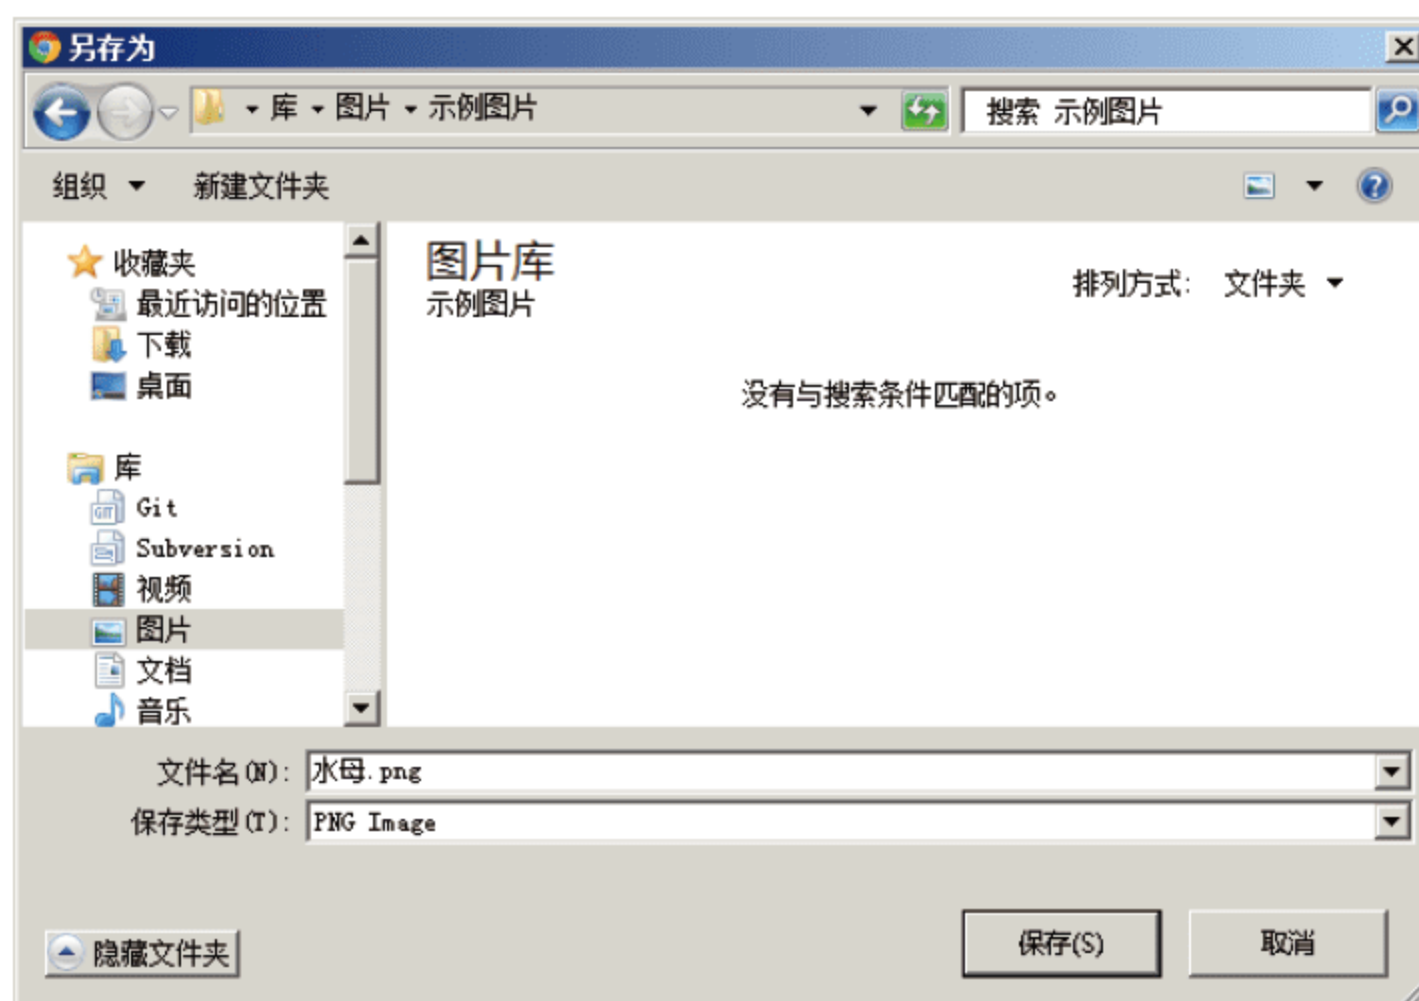 另存为
库 图片 示例图片 搜索 示例图片
组织 新建文件夹
收藏夹
最近访问的位置
下载
桌面
库
Git
Subversion
视频
图片
文档
音乐
图片库
示例图片
排列方式: 文件夹
没有与搜索条件匹配的项。
文件名(N): 水母.png
保存类型(T): PNG Image
隐藏文件夹 保存(S) 取消